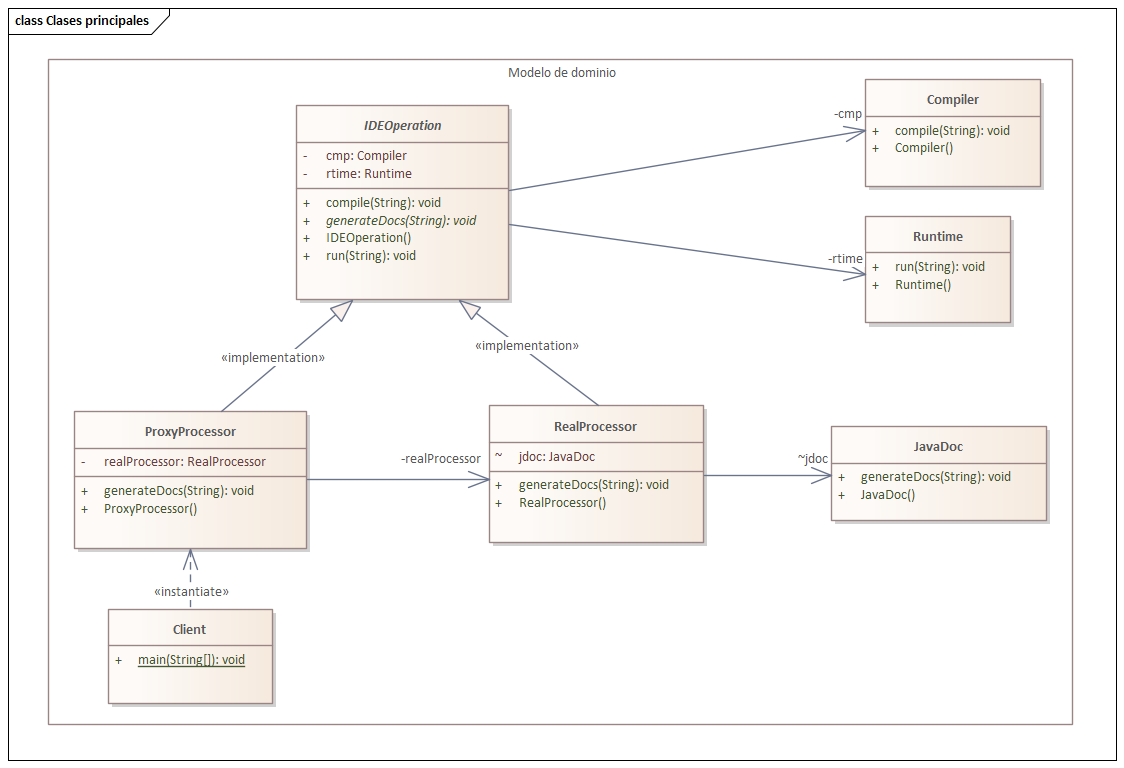 class Clases principales
Modelo de dominio
IDEOperation
- cmp: Compiler
- rtime: Runtime
+ compile(String): void
+ generateDocs(String): void
+ IDEOperation()
+ run(String): void
-cmp
Compiler
+ compile(String): void
+ Compiler()
-rtime
Runtime
+ run(String): void
+ Runtime()
«implementation»
«implementation»
ProxyProcessor
- realProcessor: RealProcessor
+ generateDocs(String): void
+ ProxyProcessor()
-realProcessor
RealProcessor
~ jdoc: JavaDoc
+ generateDocs(String): void
+ RealProcessor()
~jdoc
JavaDoc
+ generateDocs(String): void
+ JavaDoc()
«instantiate»
Client
+ main(String[]): void